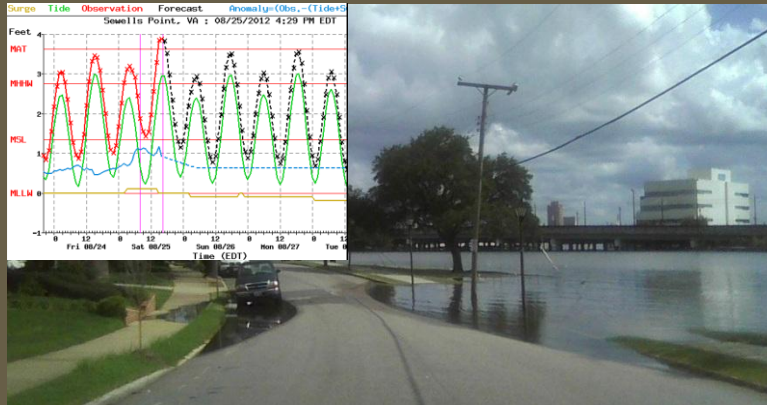 Surge Tide Observation Forecast Anomaly=(Obs.-(Tide+S
Sewells Point, VA : 08/25/2012 4:29 PM EDT
Feet
4
MAT
3
MHHW
2
MSL
1
MLLW 0
-1
0 12 0 12 0 12 0 12 0
Fri 08/24 Sat 08/25 Sun 08/26 Mon 08/27 Tue 0
Time (EDT)